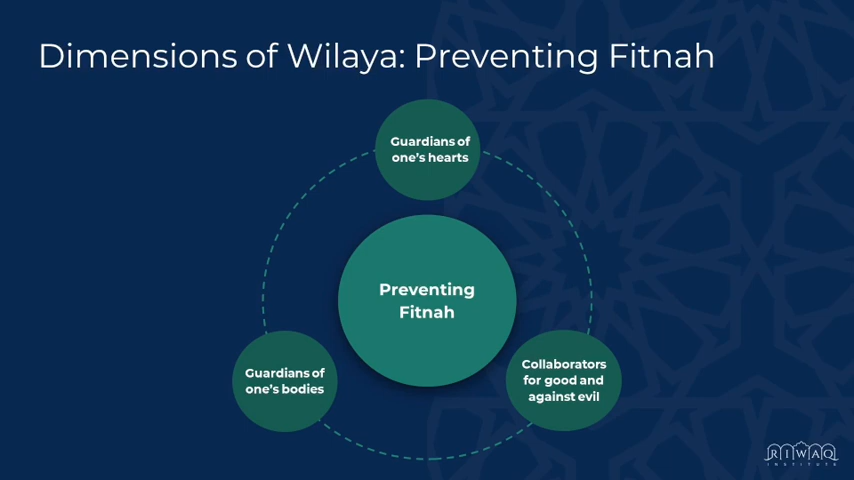 Dimensions of Wilaya: Preventing Fitnah
Guardians of
one's hearts
Preventing
Fitnah
Guardians of
one's bodies
Collaborators
for good and
against evil
RIWAQ
INSTITUTE